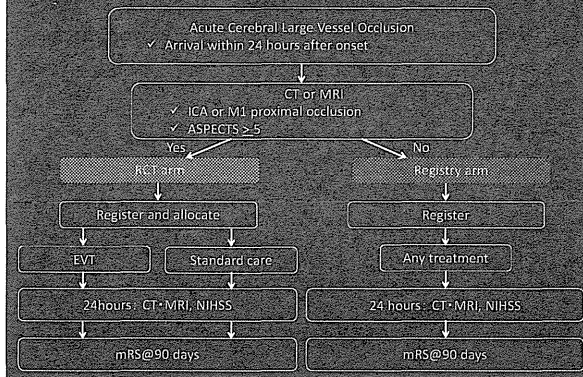 Acute Cerebral Large Vessel Occlusion
✓ Arrival within 24 hours after onset
CT or MRI
✓ ICA or M1 proximal occlusion
✓ ASPECTS ≥ 5
Yes
No
RCT arm
Registry arm
Register and allocate
Register
EVT
Standard care
Any treatment
24hours: CT・MRI, NIHSS
24 hours: CT・MRI, NIHSS
mRS@90 days
mRS@90 days